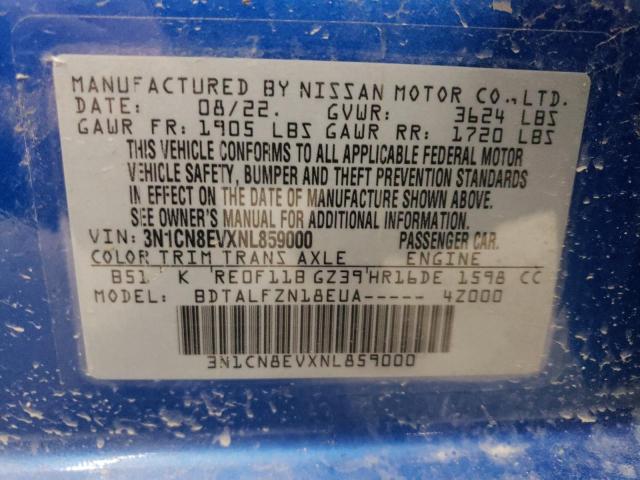 MANUFACTURED BY NISSAN MOTOR CO., LTD.
DATE: 08/22. GVWR: 3624 LBS
GAWR FR: 1905 LBS GAWR RR: 1720 LBS
THIS VEHICLE CONFORMS TO ALL APPLICABLE FEDERAL MOTOR
VEHICLE SAFETY, BUMPER AND THEFT PREVENTION STANDARDS
IN EFFECT ON THE DATE OF MANUFACTURE SHOWN ABOVE.
SEE OWNER'S MANUAL FOR ADDITIONAL INFORMATION.
VIN: 3N1CN8EVXNL859000 PASSENGER CAR.
COLOR TRIM TRANS AXLE ENGINE
B51 K RE0F11B GZ39 HR16DE 1598 CC
MODEL: BDTALFZN18EUA----- 4Z000
3N1CN8EVXNL859000